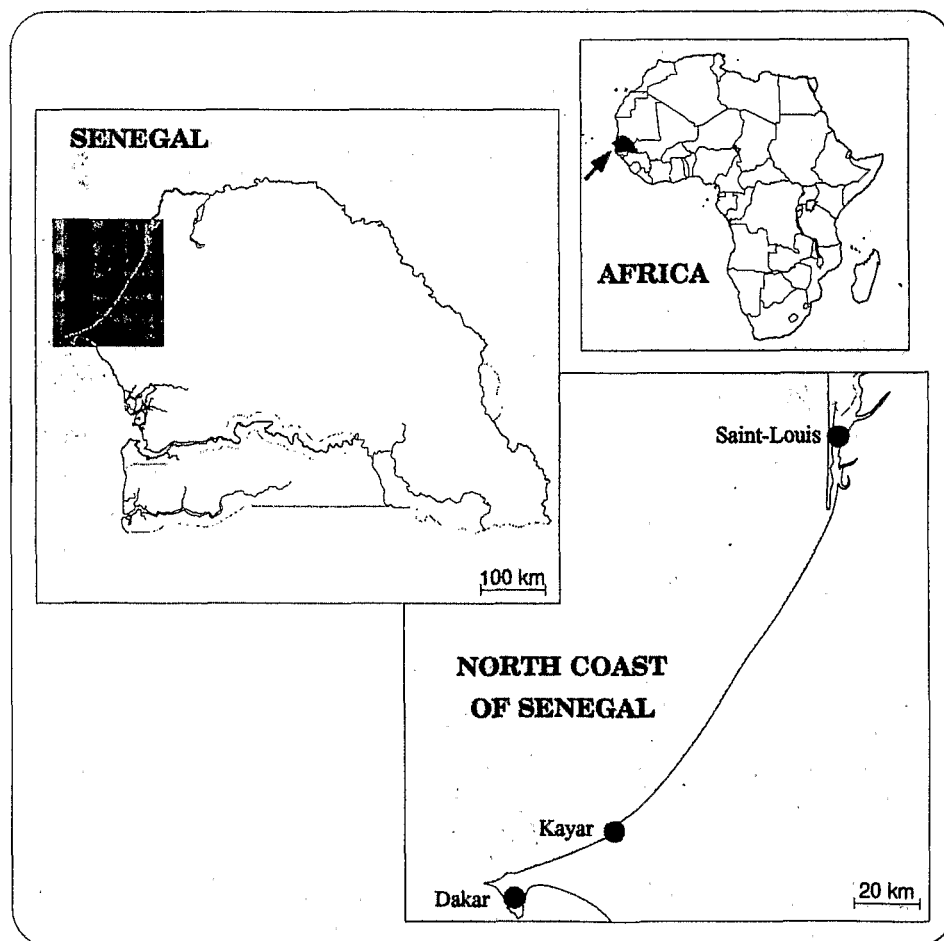 SENEGAL
AFRICA
100 km
Saint-Louis
NORTH COAST
OF SENEGAL
Kayar
Dakar
20 km